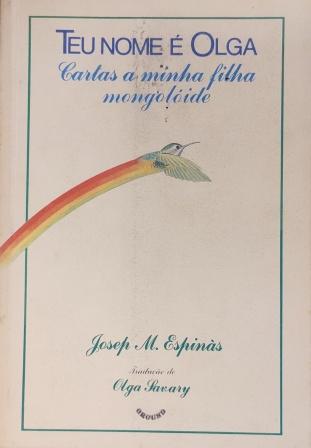 TEU NOME É OLGA
Cartas a minha filha
mongolóide
Josep M. Espinàs
Tradução de
Olga Savary
GROUND